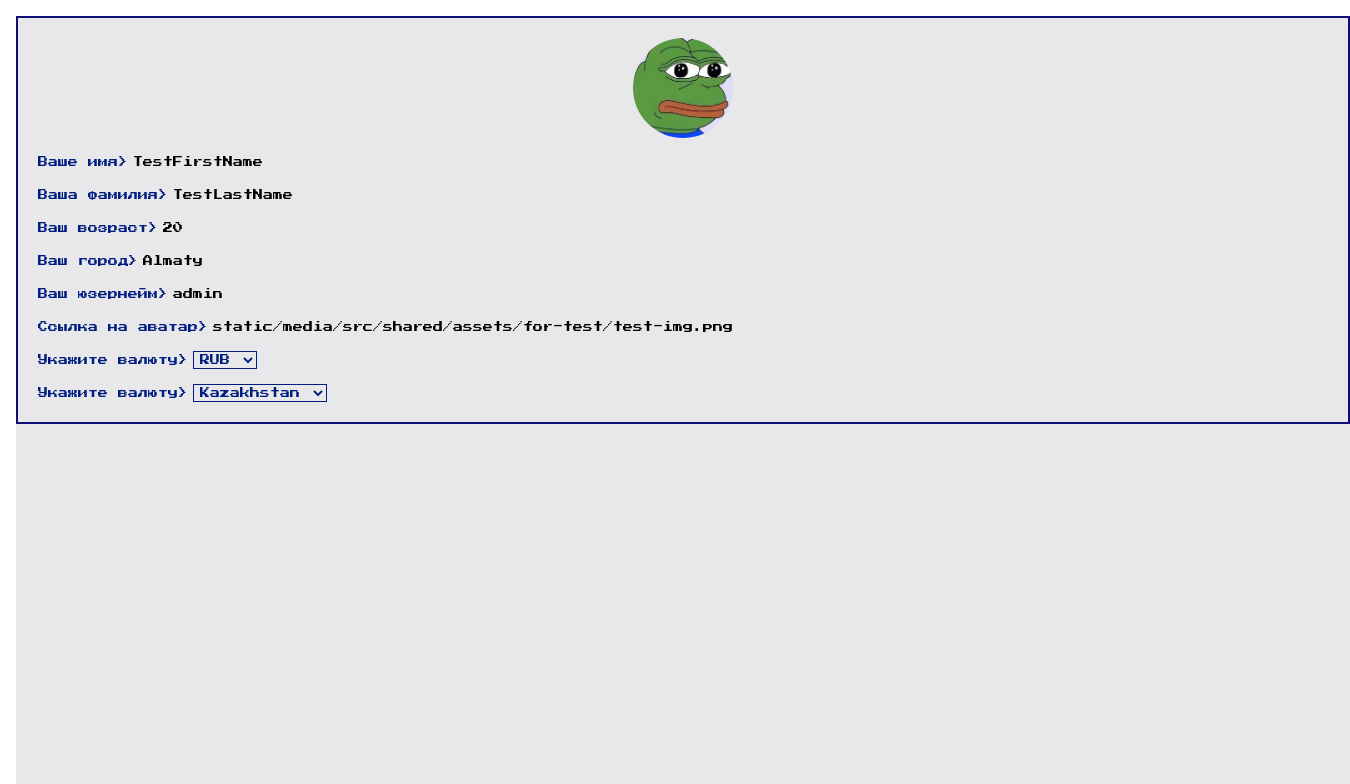 Ваше имя> TestFirstName
Ваша фамилия> TestLastName
Ваш возраст> 20
Ваш город> Almaty
Ваш юзернейм> admin
Ссылка на аватар> static/media/src/shared/assets/for-test/test-img.png
Укажите валюту> RUB
Укажите валюту> Kazakhstan